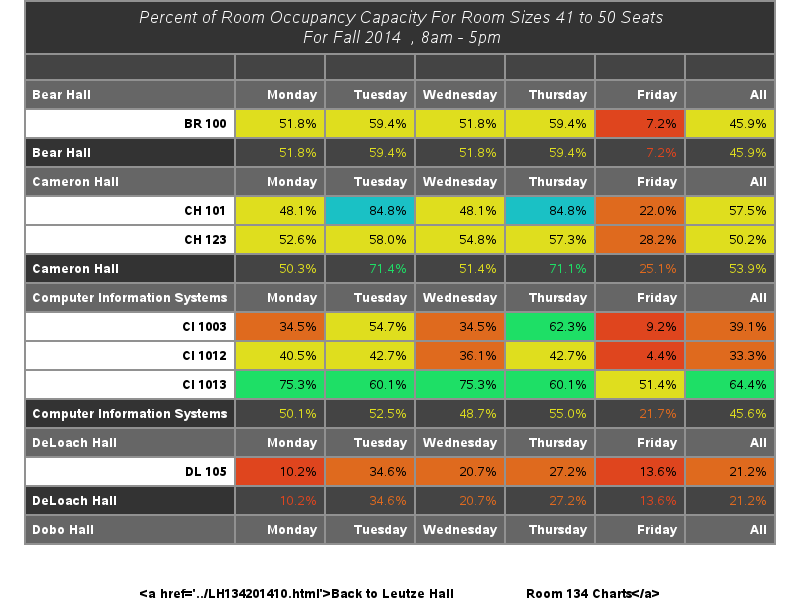 Percent of Room Occupancy Capacity For Room Sizes 41 to 50 Seats
For Fall 2014 , 8am - 5pm
Bear Hall Monday Tuesday Wednesday Thursday Friday All
BR 100 51.8% 59.4% 51.8% 59.4% 7.2% 45.9%
Bear Hall 51.8% 59.4% 51.8% 59.4% 7.2% 45.9%
Cameron Hall Monday Tuesday Wednesday Thursday Friday All
CH 101 48.1% 84.8% 48.1% 84.8% 22.0% 57.5%
CH 123 52.6% 58.0% 54.8% 57.3% 28.2% 50.2%
Cameron Hall 50.3% 71.4% 51.4% 71.1% 25.1% 53.9%
Computer Information Systems Monday Tuesday Wednesday Thursday Friday All
CI 1003 34.5% 54.7% 34.5% 62.3% 9.2% 39.1%
CI 1012 40.5% 42.7% 36.1% 42.7% 4.4% 33.3%
CI 1013 75.3% 60.1% 75.3% 60.1% 51.4% 64.4%
Computer Information Systems 50.1% 52.5% 48.7% 55.0% 21.7% 45.6%
DeLoach Hall Monday Tuesday Wednesday Thursday Friday All
DL 105 10.2% 34.6% 20.7% 27.2% 13.6% 21.2%
DeLoach Hall 10.2% 34.6% 20.7% 27.2% 13.6% 21.2%
Dobo Hall Monday Tuesday Wednesday Thursday Friday All
<a href='../LH134201410.html'>Back to Leutze Hall Room 134 Charts</a>